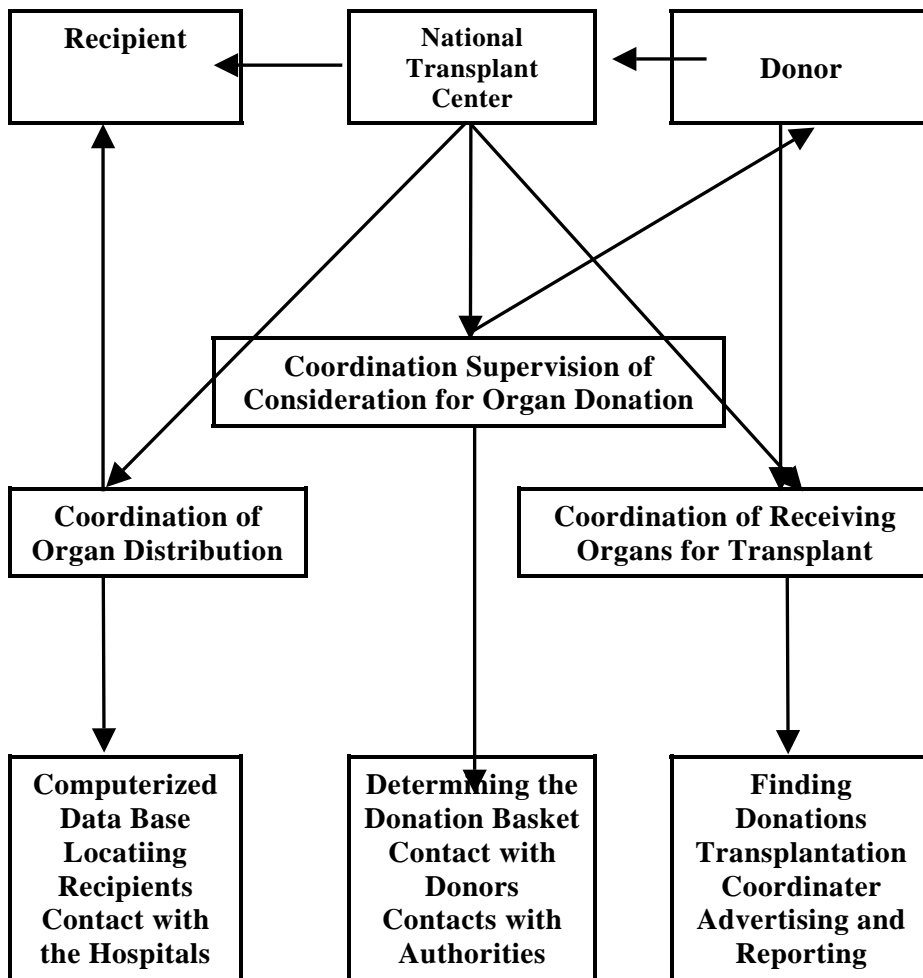 Recipient
National
Transplant
Center
Donor
Coordination Supervision of
Consideration for Organ Donation
Coordination of
Organ Distribution
Coordination of Receiving
Organs for Transplant
Computerized
Data Base
Locatiing
Recipients
Contact with
the Hospitals
Determining the
Donation Basket
Contact with
Donors
Contacts with
Authorities
Finding
Donations
Transplantation
Coordinater
Advertising and
Reporting